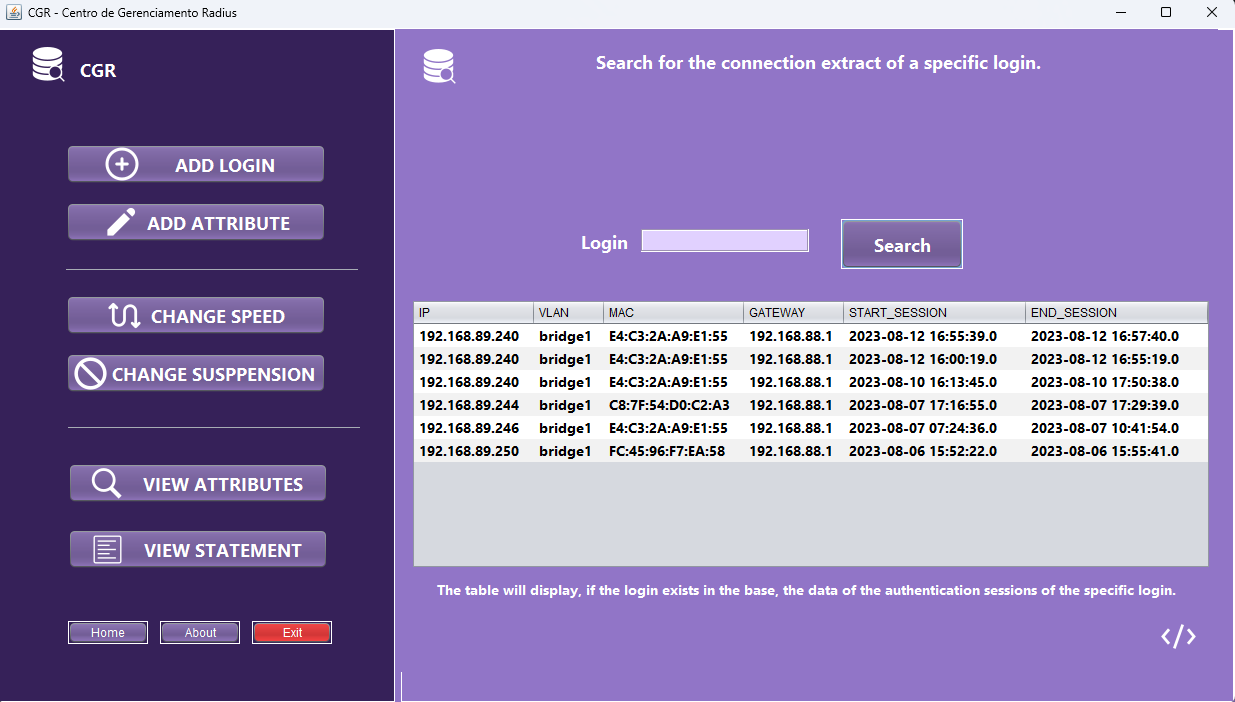 CGR - Centro de Gerenciamento Radius
CGR
ADD LOGIN
ADD ATTRIBUTE
CHANGE SPEED
CHANGE SUSPPENSION
VIEW ATTRIBUTES
VIEW STATEMENT
Home About Exit
Search for the connection extract of a specific login.
Login Search
IP VLAN MAC GATEWAY START_SESSION END_SESSION
192.168.89.240 bridge1 E4:C3:2A:A9:E1:55 192.168.88.1 2023-08-12 16:55:39.0 2023-08-12 16:57:40.0
192.168.89.240 bridge1 E4:C3:2A:A9:E1:55 192.168.88.1 2023-08-12 16:00:19.0 2023-08-12 16:55:19.0
192.168.89.240 bridge1 E4:C3:2A:A9:E1:55 192.168.88.1 2023-08-10 16:13:45.0 2023-08-10 17:50:38.0
192.168.89.244 bridge1 C8:7F:54:D0:C2:A3 192.168.88.1 2023-08-07 17:16:55.0 2023-08-07 17:29:39.0
192.168.89.246 bridge1 E4:C3:2A:A9:E1:55 192.168.88.1 2023-08-07 07:24:36.0 2023-08-07 10:41:54.0
192.168.89.250 bridge1 FC:45:96:F7:EA:58 192.168.88.1 2023-08-06 15:52:22.0 2023-08-06 15:55:41.0
The table will display, if the login exists in the base, the data of the authentication sessions of the specific login.
</>